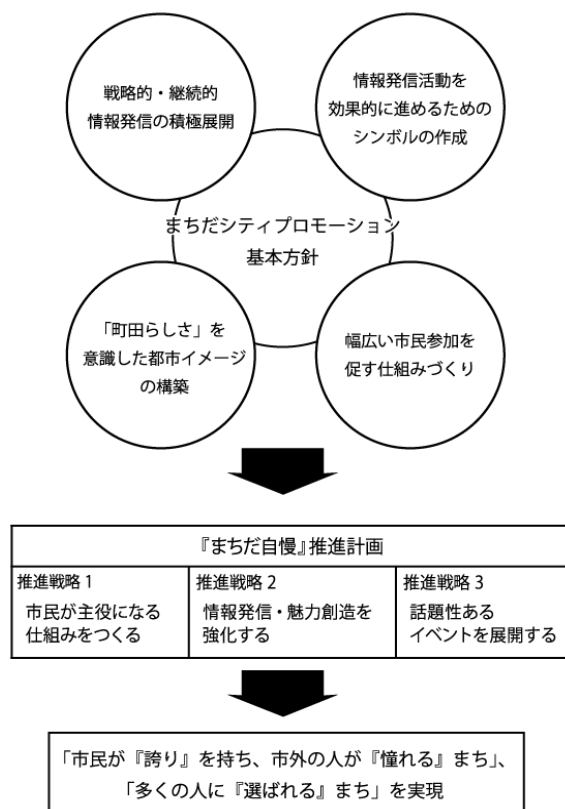 戦略的・継続的
情報発信の積極展開
情報発信活動を
効果的に進めるための
シンボルの作成
まちだシティプロモーション
基本方針
「町田らしさ」を
意識した都市イメージ
の構築
幅広い市民参加を
促す仕組みづくり
『まちだ自慢』推進計画
推進戦略 1
市民が主役になる
仕組みをつくる
推進戦略 2
情報発信・魅力創造を
強化する
推進戦略 3
話題性ある
イベントを展開する
「市民が『誇り』を持ち、市外の人が『憧れる』まち」、
「多くの人に『選ばれる』まち」を実現